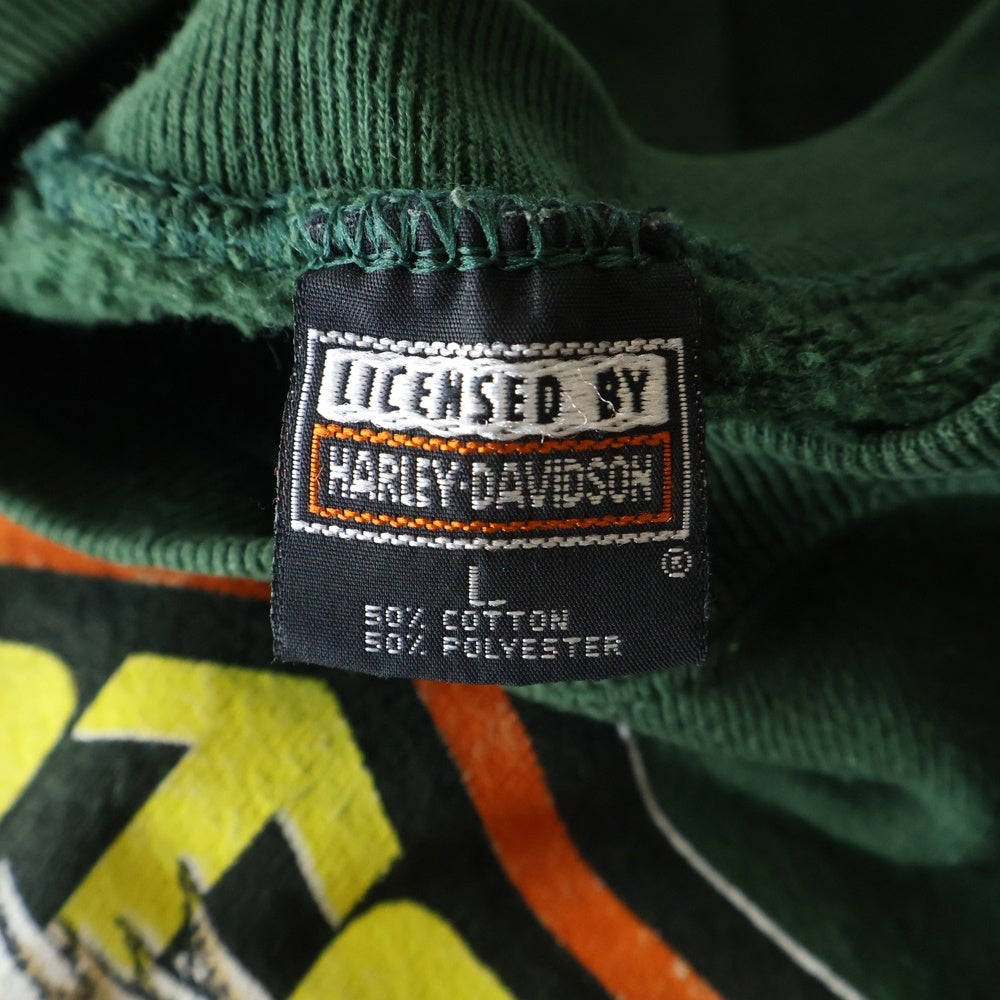 LICENSED BY
HARLEY-DAVIDSON
®
L
50% COTTON
50% POLYESTER